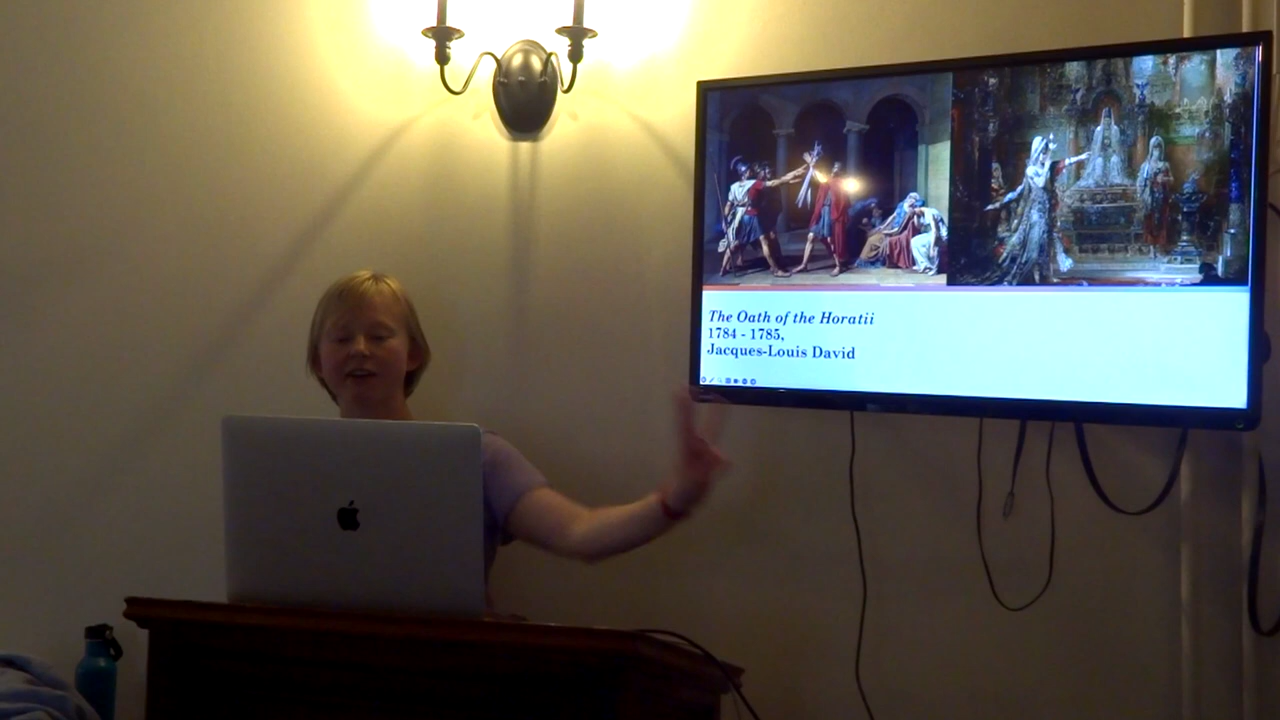 The Oath of the Horatii
1784 - 1785,
Jacques-Louis David